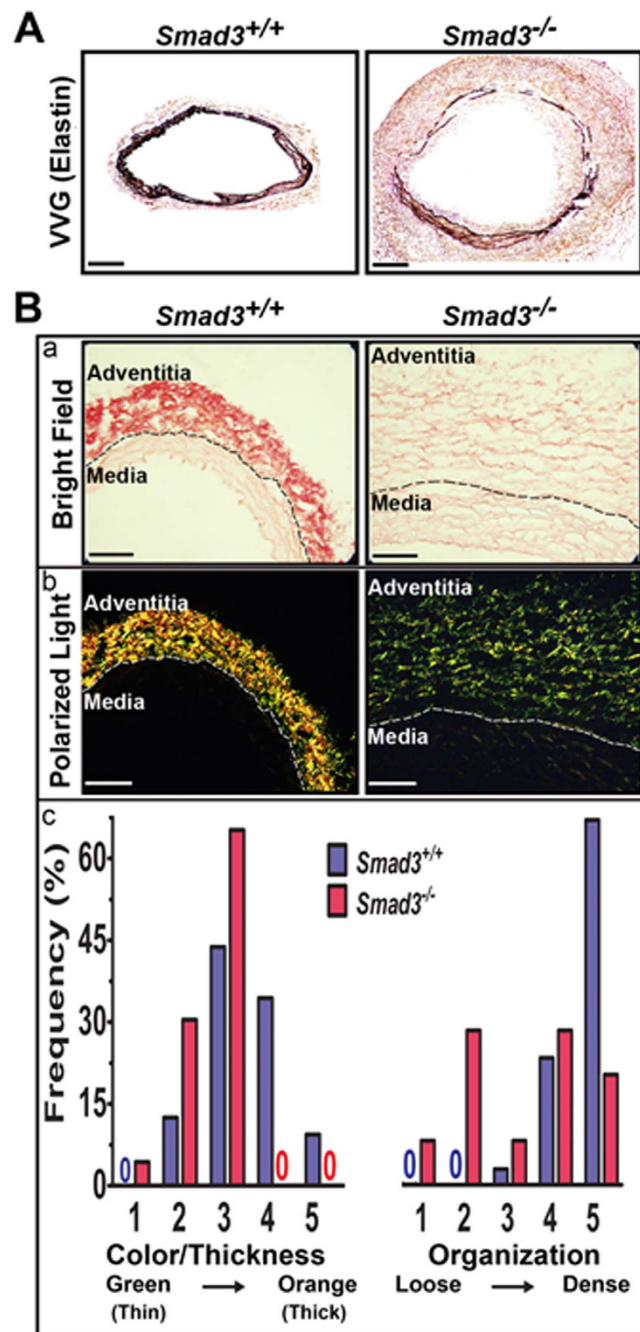 A
Smad3+/+ Smad3-/-
VVG (Elastin)
B
Smad3+/+ Smad3-/-
a
Bright Field
Adventitia
Media
Adventitia
Media
b
Polarized Light
Adventitia
Media
Adventitia
Media
c
Frequency (%)
60
45
30
15
0
Smad3+/+
Smad3-/-
0 0 0 0 0
1 2 3 4 5 1 2 3 4 5
Color/Thickness Organization
Green → Orange Loose → Dense
(Thin) (Thick)